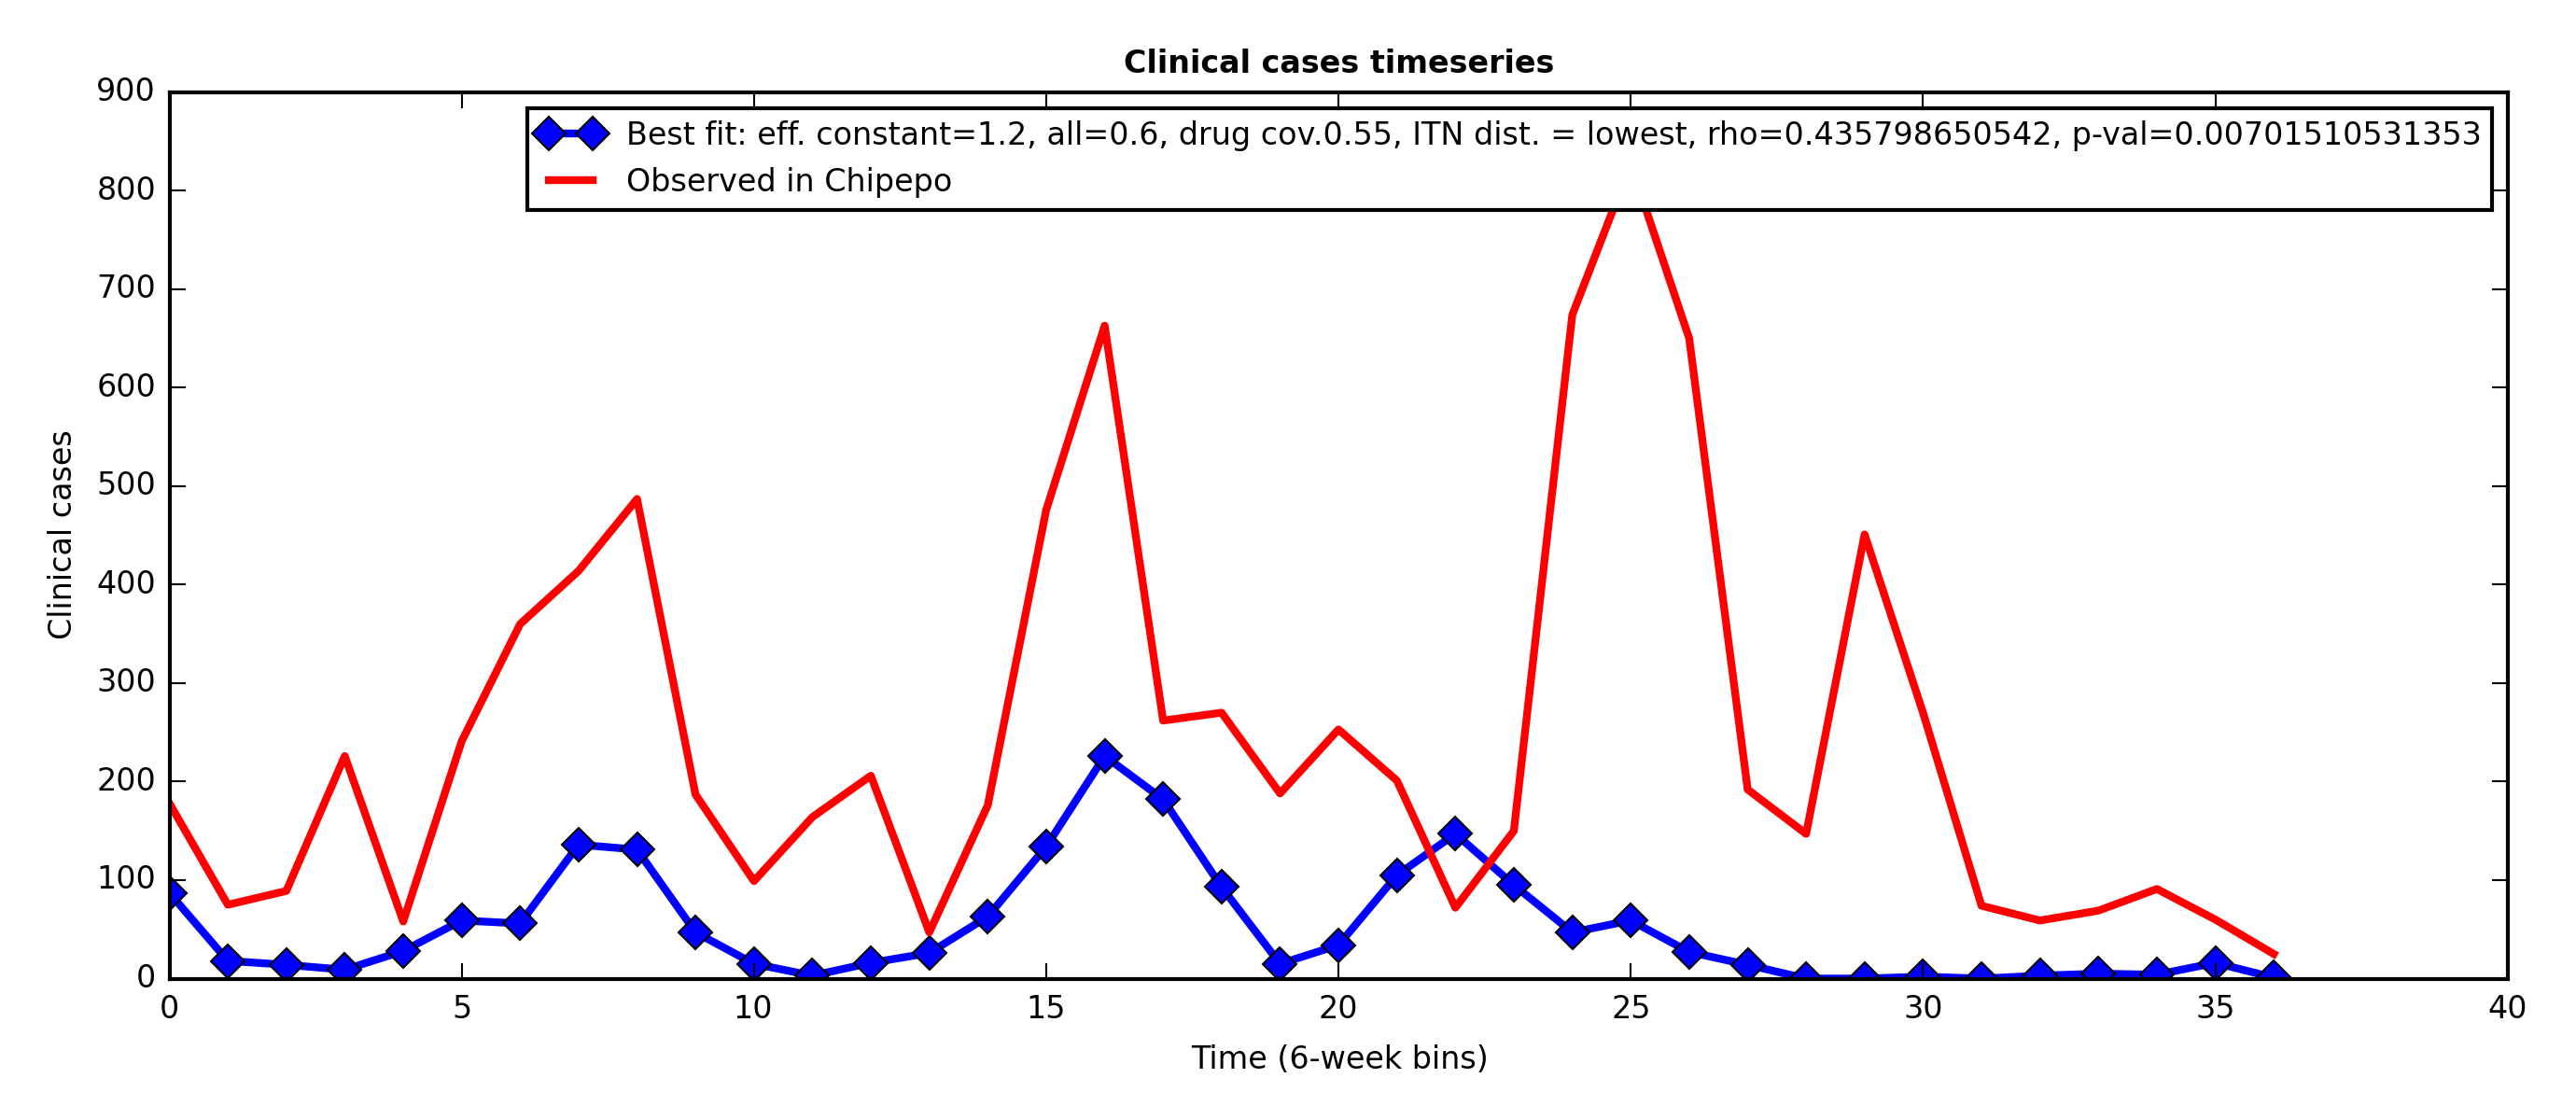 Clinical cases timeseries
900
800
700
600
500
400
300
200
100
0
Clinical cases
Best fit: eff. constant=1.2, all=0.6, drug cov.0.55, ITN dist. = lowest, rho=0.435798650542, p-val=0.00701510531353
Observed in Chipepo
0 5 10 15 20 25 30 35 40
Time (6-week bins)